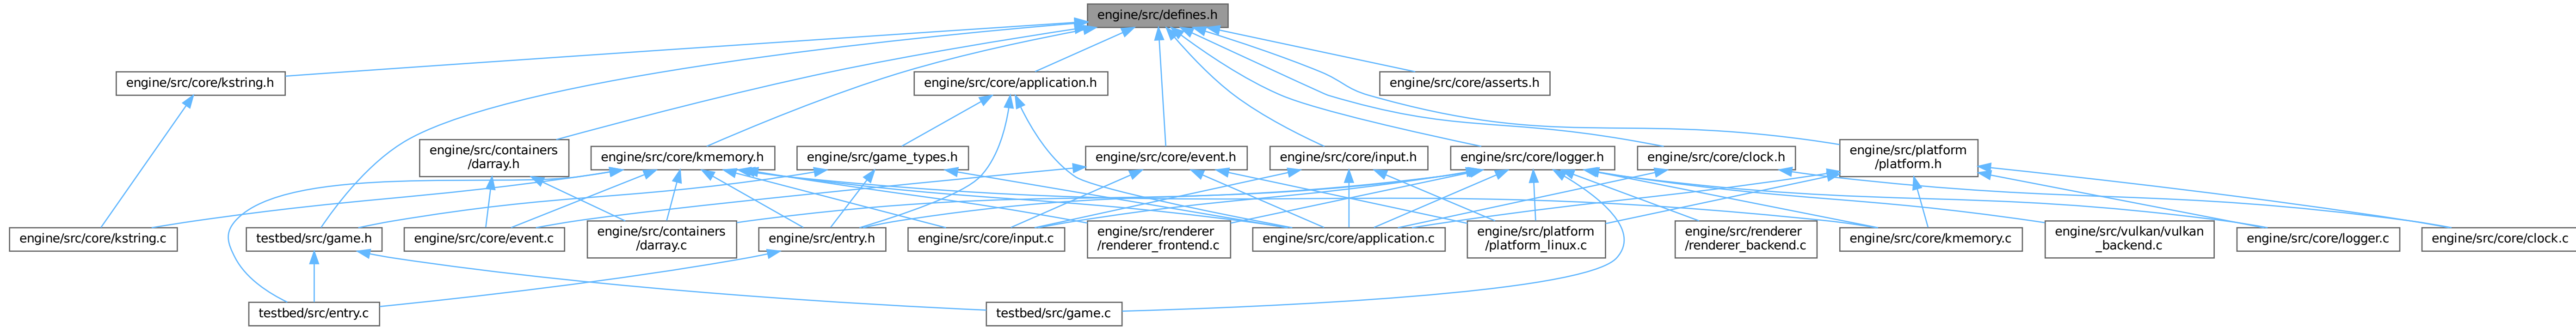 engine/src/defines.h
engine/src/core/kstring.h
engine/src/core/application.h
engine/src/core/asserts.h
engine/src/containers
/darray.h
engine/src/core/kmemory.h
engine/src/game_types.h
engine/src/core/event.h
engine/src/core/input.h
engine/src/core/logger.h
engine/src/core/clock.h
engine/src/platform
/platform.h
engine/src/core/kstring.c
testbed/src/game.h
engine/src/core/event.c
engine/src/containers
/darray.c
engine/src/entry.h
engine/src/core/input.c
engine/src/renderer
/renderer_frontend.c
engine/src/core/application.c
engine/src/platform
/platform_linux.c
engine/src/renderer
/renderer_backend.c
engine/src/core/kmemory.c
engine/src/vulkan/vulkan
_backend.c
engine/src/core/logger.c
engine/src/core/clock.c
testbed/src/entry.c
testbed/src/game.c